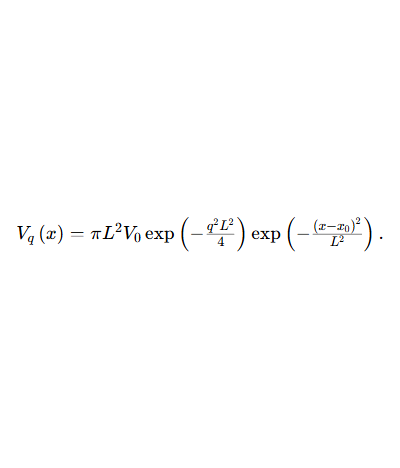 $V_q(x) = \pi L^2 V_0 \exp\left(-\frac{q^2 L^2}{4}\right) \exp\left(-\frac{(x-x_0)^2}{L^2}\right).$